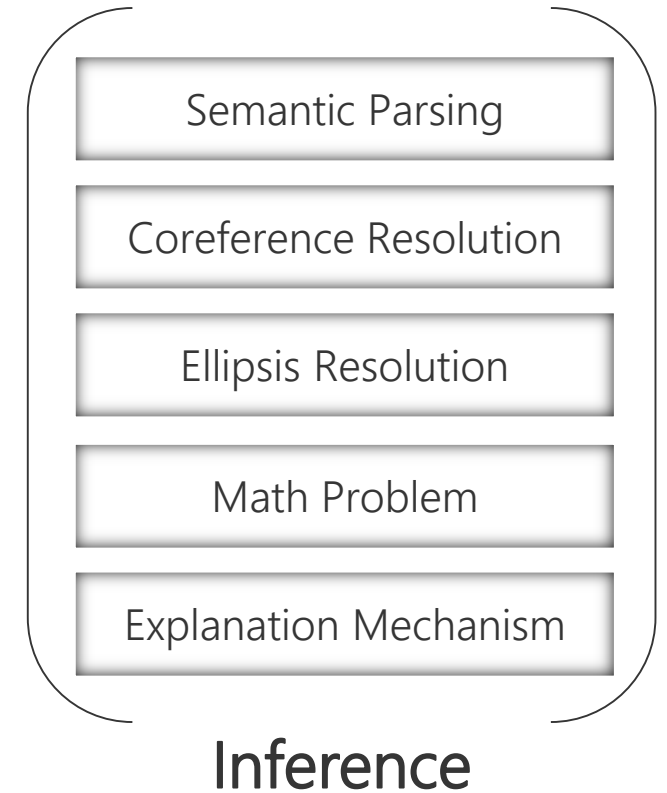 Semantic Parsing
Coreference Resolution
Ellipsis Resolution
Math Problem
Explanation Mechanism
Inference